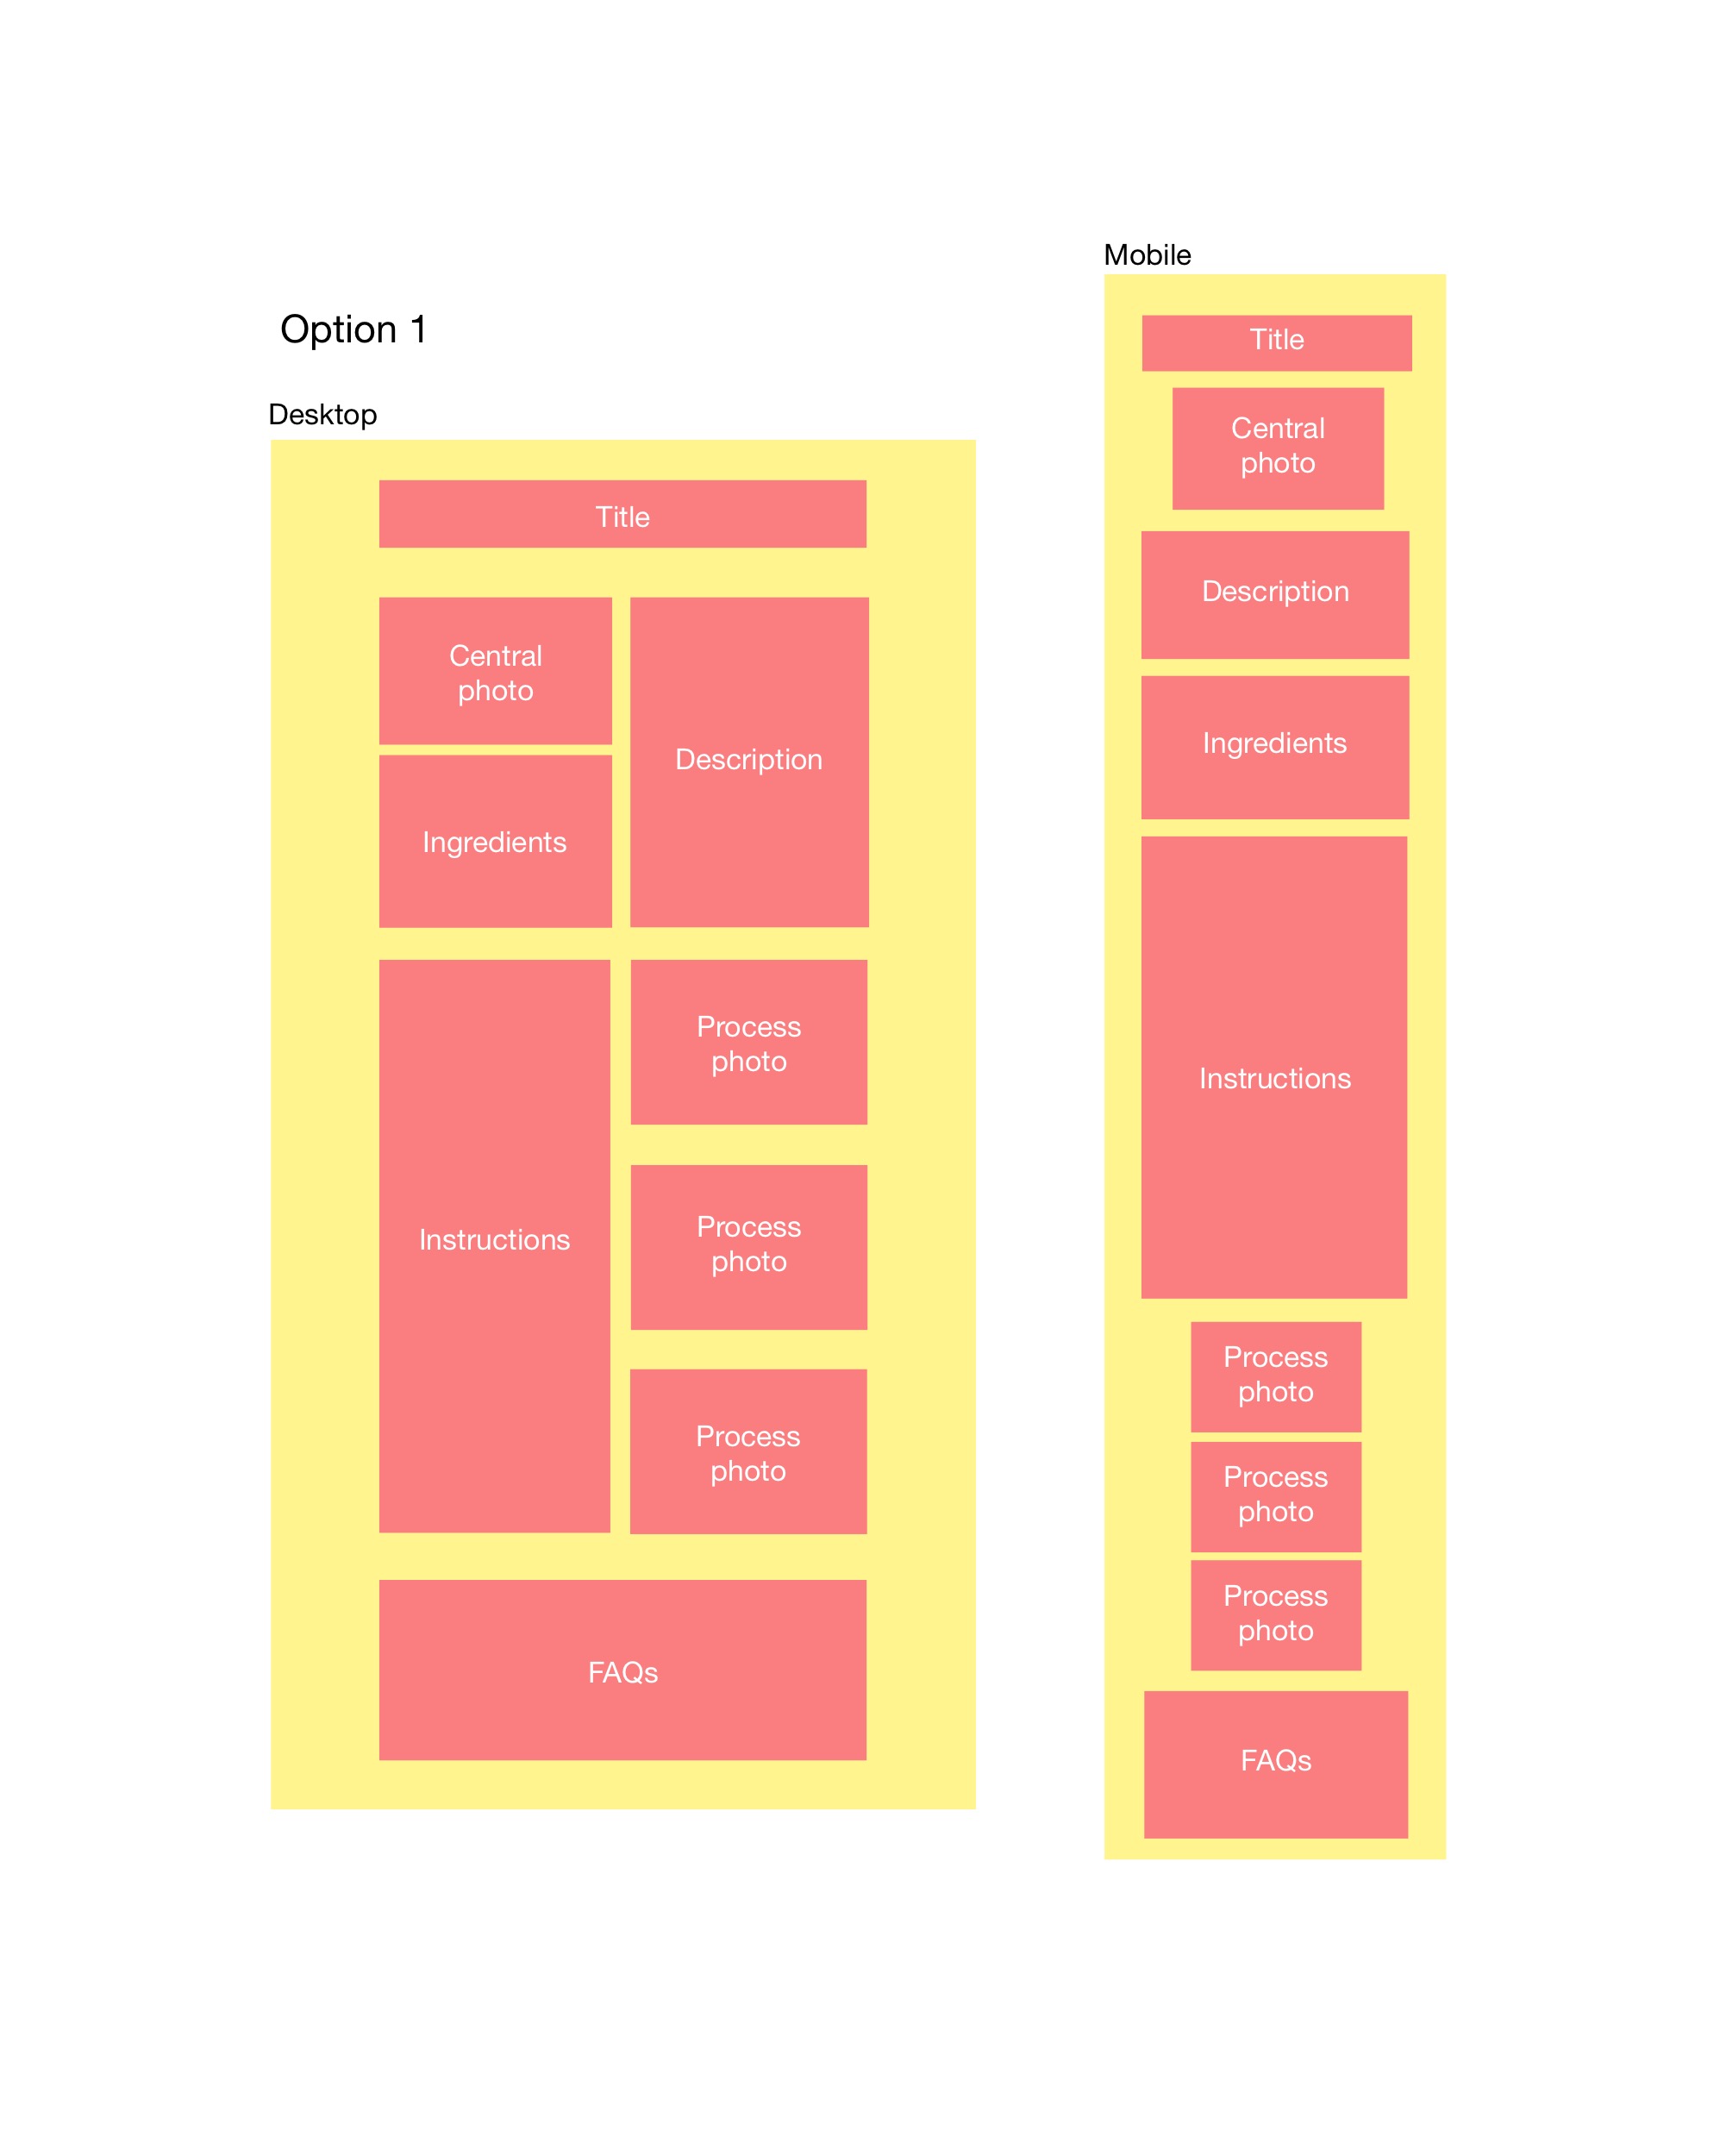 Option 1
Desktop
Title
Central
photo
Description
Ingredients
Instructions
Process
photo
Process
photo
Process
photo
FAQs
Mobile
Title
Central
photo
Description
Ingredients
Instructions
Process
photo
Process
photo
Process
photo
FAQs